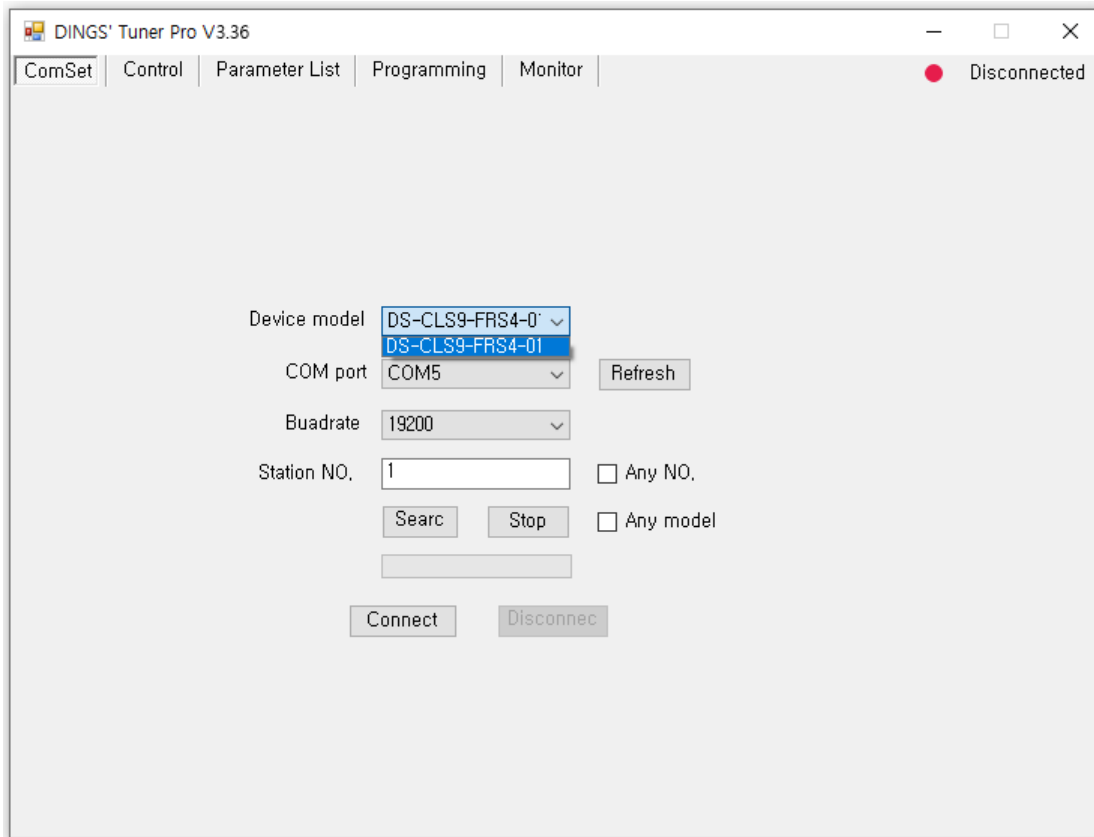 DINGS' Tuner Pro V3.36
ComSet Control Parameter List Programming Monitor Disconnected
Device model DS-CLS9-FRS4-01
DS-CLS9-FRS4-01
COM port COM5 Refresh
Buadrate 19200
Station NO, 1 Any NO,
Searc Stop Any model
Connect Disconnec